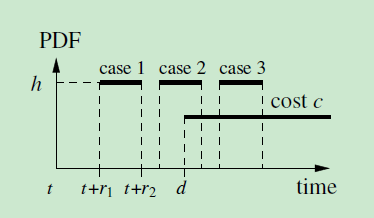 PDF
case 1 case 2 case 3
h
cost c
t t+r₁ t+r₂ d time